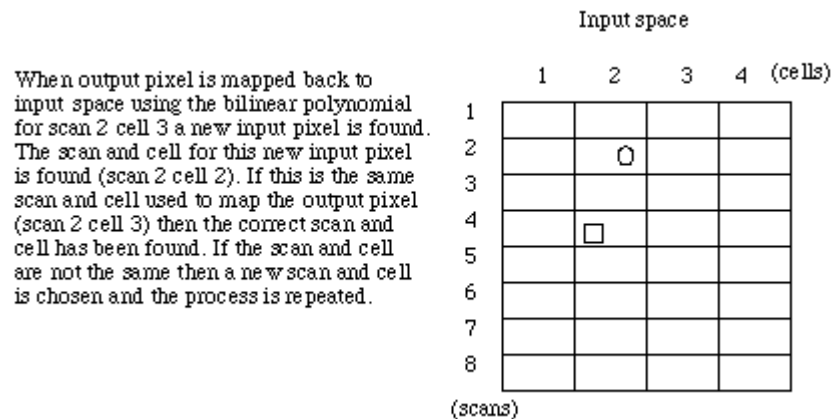 Input space
1 2 3 4 (cells)
When output pixel is mapped back to
input space using the bilinear polynomial
for scan 2 cell 3 a new input pixel is found.
The scan and cell for this new input pixel
is found (scan 2 cell 2). If this is the same
scan and cell used to map the output pixel
(scan 2 cell 3) then the correct scan and
cell has been found. If the scan and cell
are not the same then a new scan and cell
is chosen and the process is repeated.
1
2
3
4
5
6
7
8
(scans)